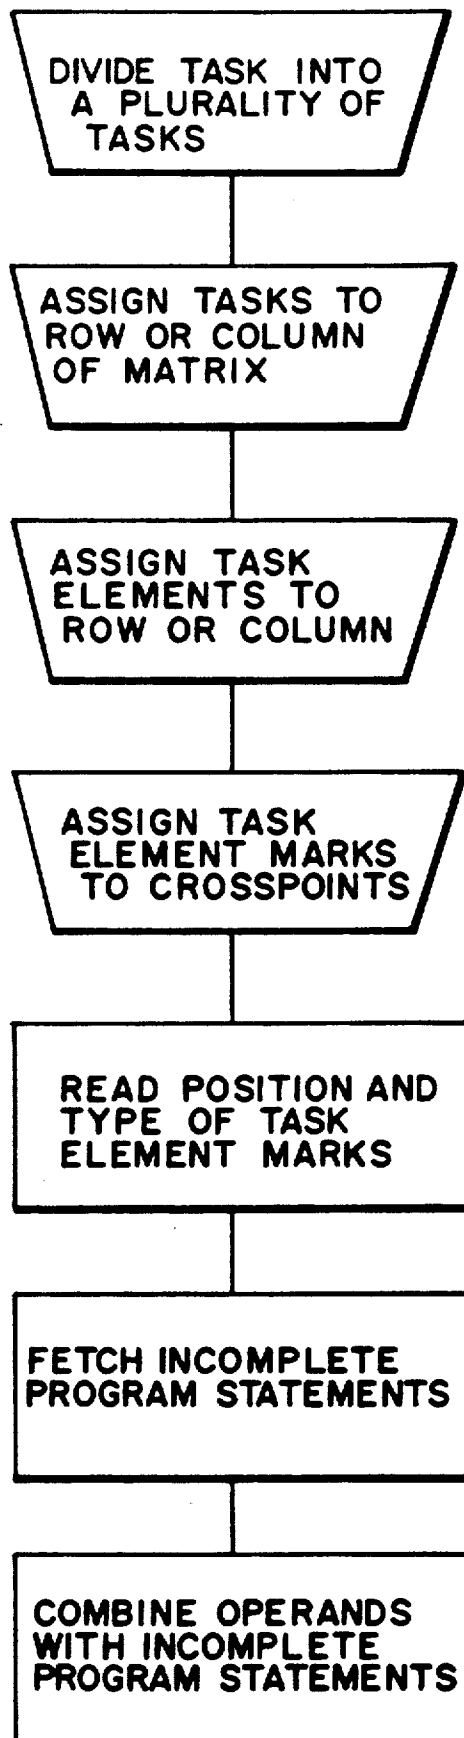 DIVIDE TASK INTO
A PLURALITY OF
TASKS
ASSIGN TASKS TO
ROW OR COLUMN
OF MATRIX
ASSIGN TASK
ELEMENTS TO
ROW OR COLUMN
ASSIGN TASK
ELEMENT MARKS
TO CROSSPOINTS
READ POSITION AND
TYPE OF TASK
ELEMENT MARKS
FETCH INCOMPLETE
PROGRAM STATEMENTS
COMBINE OPERANDS
WITH INCOMPLETE
PROGRAM STATEMENTS